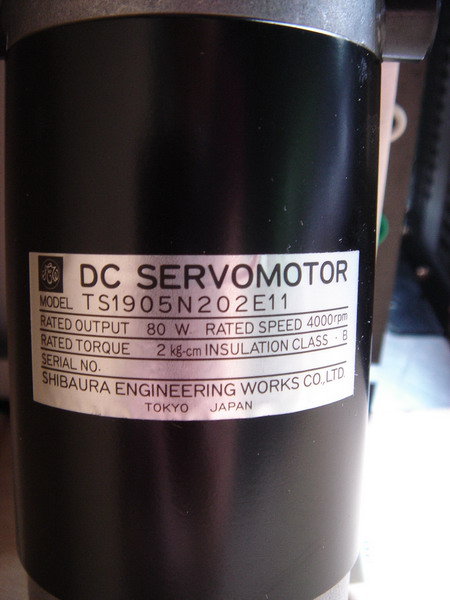 DC SERVOMOTOR
MODEL TS1905N202E11
RATED OUTPUT 80 W RATED SPEED 4000rpm
RATED TORQUE 2 kg-cm INSULATION CLASS · B
SERIAL NO.
SHIBAURA ENGINEERING WORKS CO.,LTD.
TOKYO JAPAN